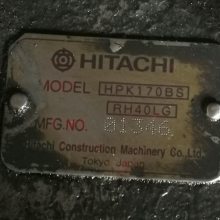 HITACHI
MODEL HPK170BS
RH40LG
MFG.NO. 81346
Hitachi Construction Machinery Co.Ltd.
Tokyo Japan